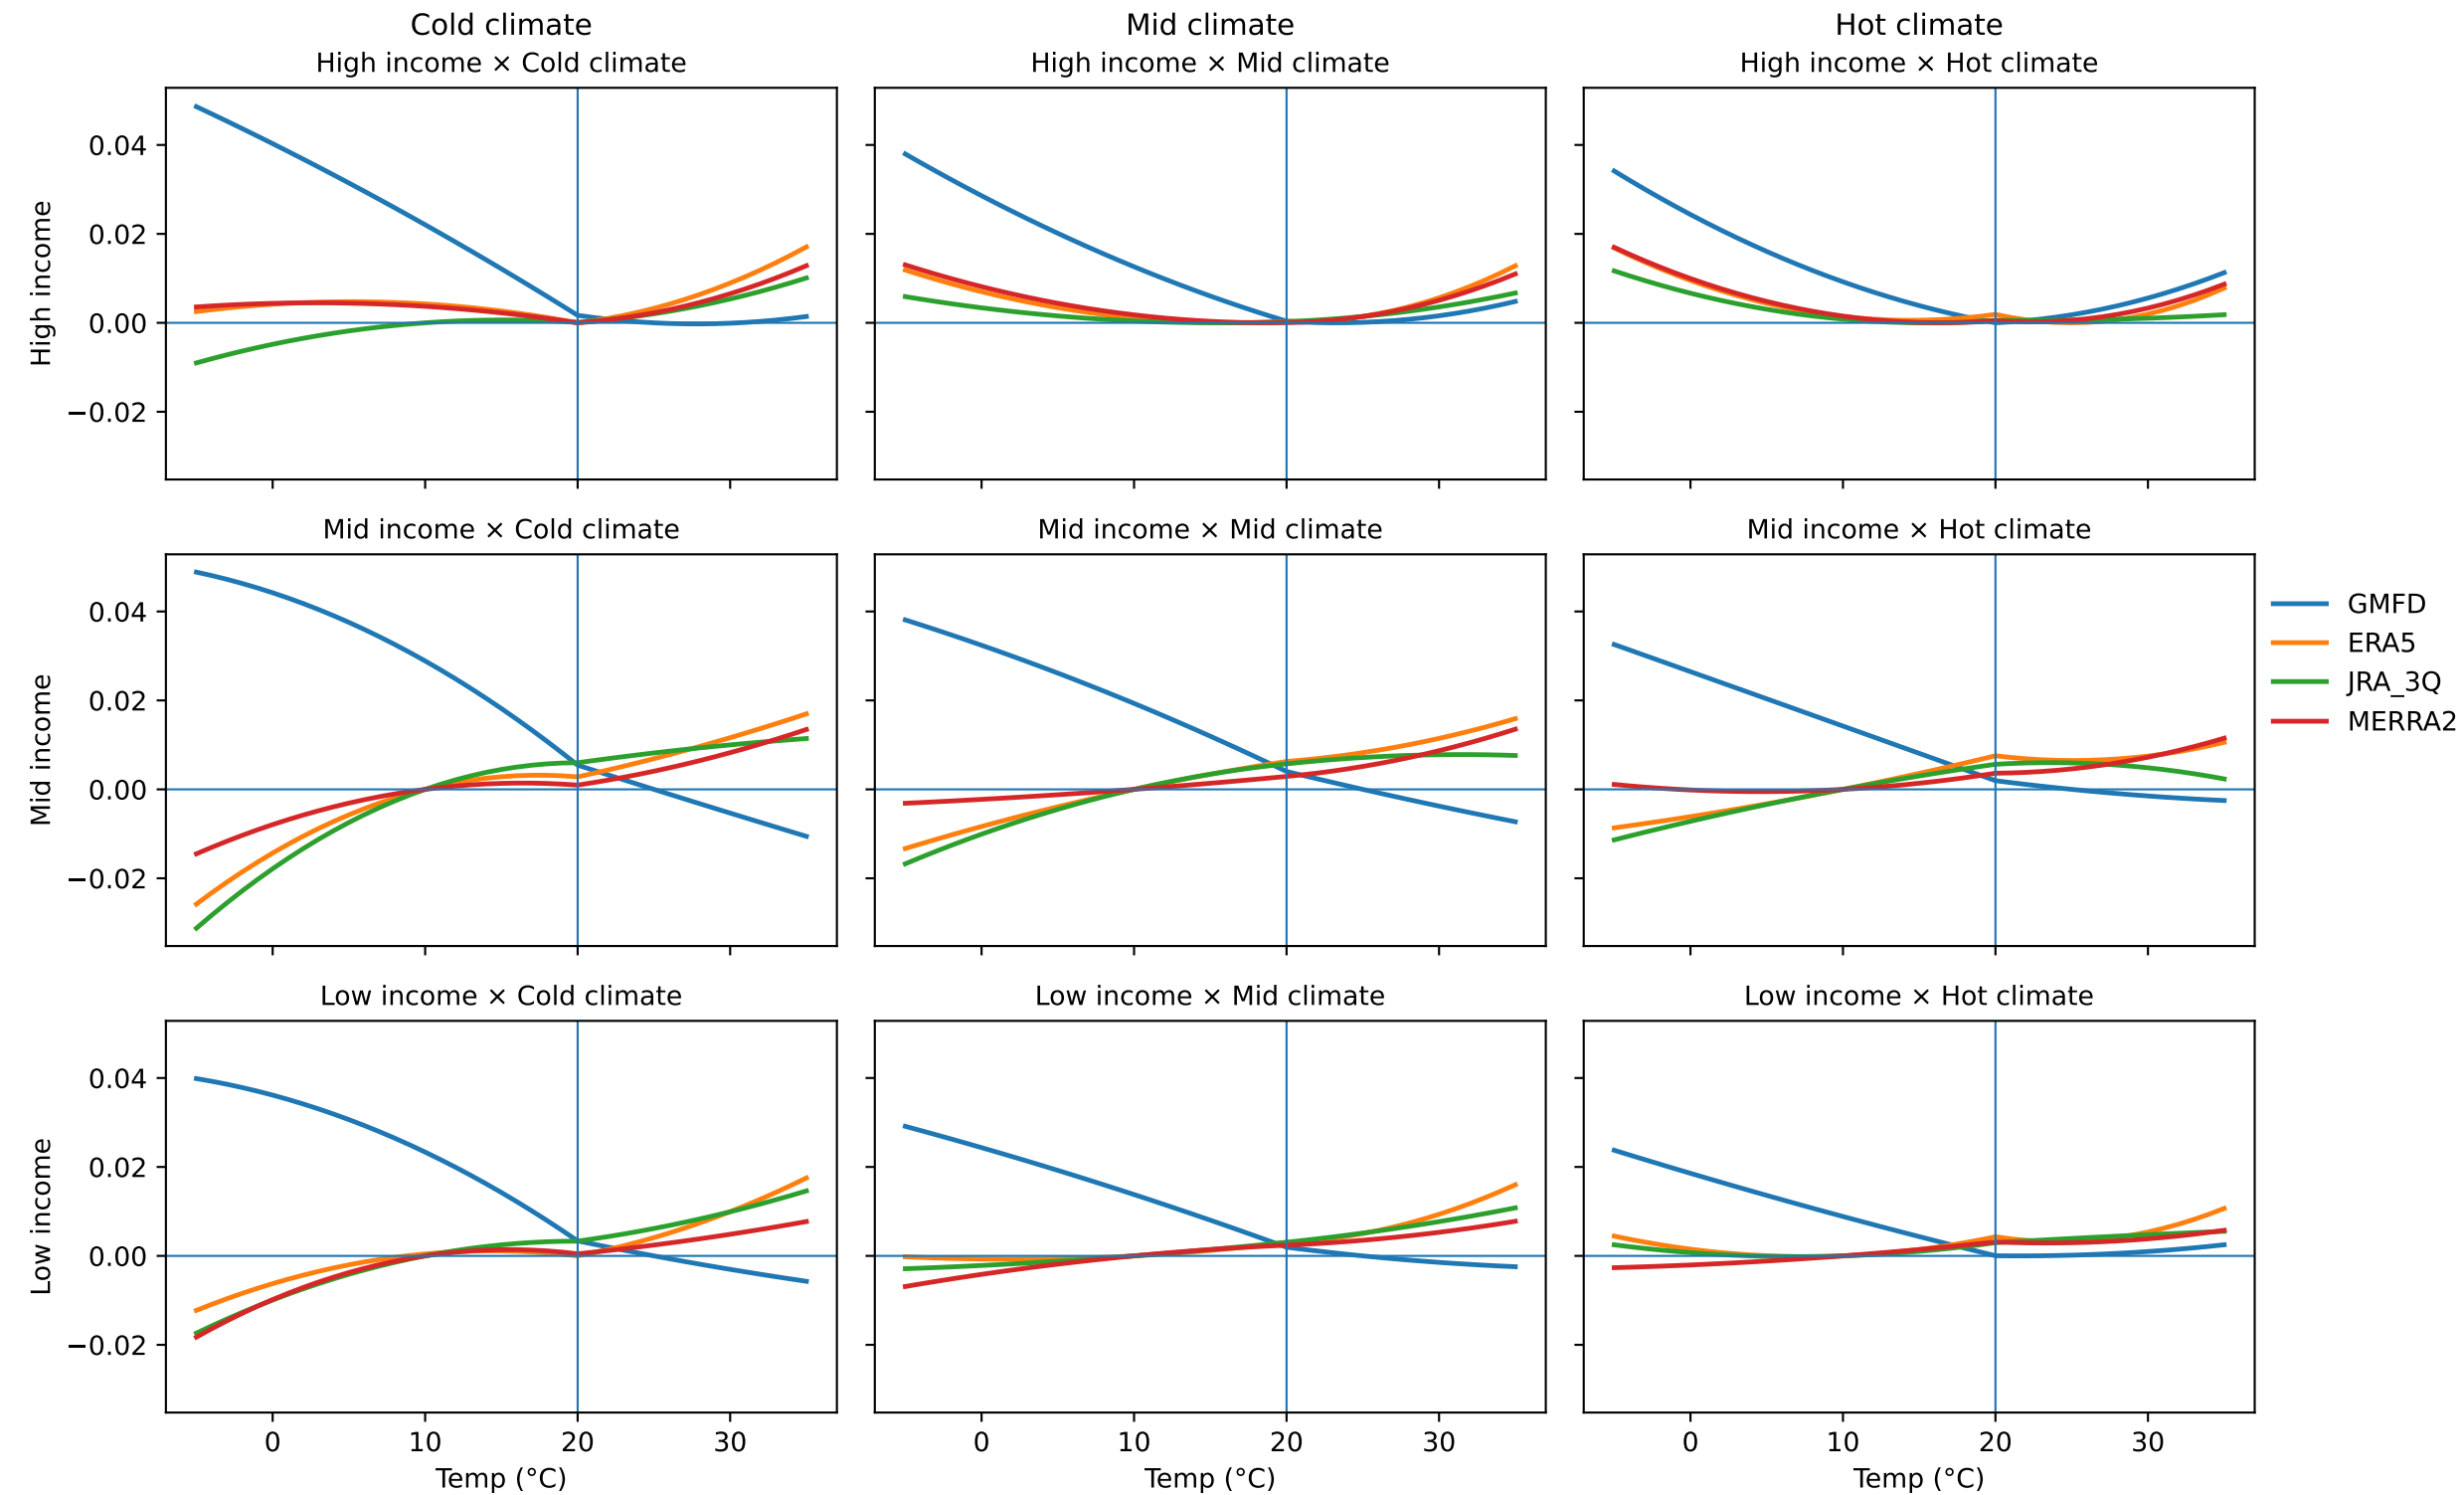 Cold climate
Mid climate
Hot climate
High income × Cold climate
High income × Mid climate
High income × Hot climate
High income
0.04
0.02
0.00
−0.02
Mid income × Cold climate
Mid income × Mid climate
Mid income × Hot climate
Mid income
0.04
0.02
0.00
−0.02
GMFD
ERA5
JRA_3Q
MERRA2
Low income × Cold climate
Low income × Mid climate
Low income × Hot climate
Low income
0.04
0.02
0.00
−0.02
0 10 20 30
0 10 20 30
0 10 20 30
Temp (°C)
Temp (°C)
Temp (°C)